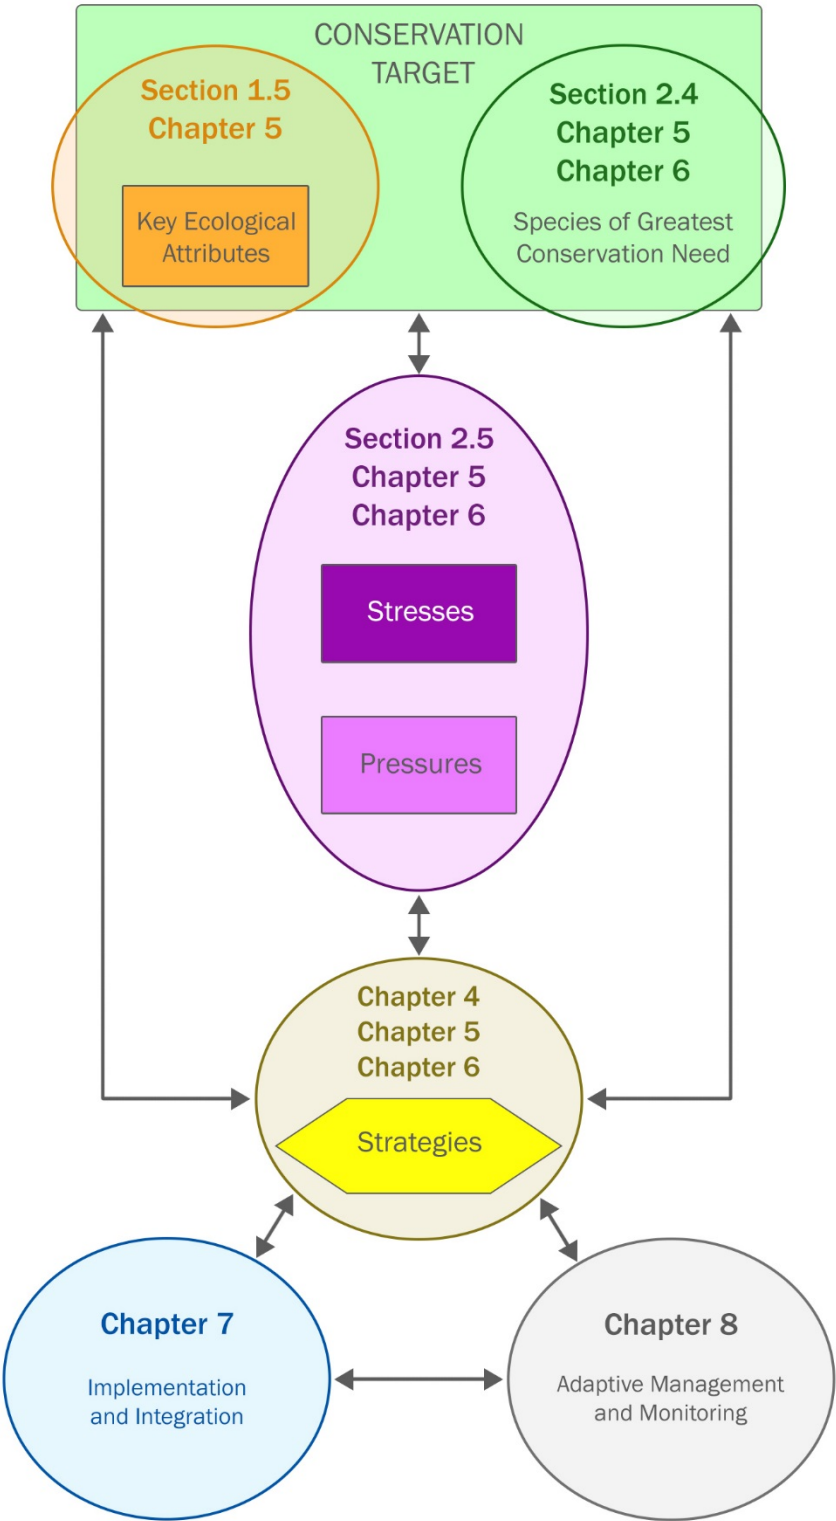 CONSERVATION
TARGET
Section 1.5
Chapter 5
Key Ecological
Attributes
Section 2.4
Chapter 5
Chapter 6
Species of Greatest
Conservation Need
Section 2.5
Chapter 5
Chapter 6
Stresses
Pressures
Chapter 4
Chapter 5
Chapter 6
Strategies
Chapter 7
Implementation
and Integration
Chapter 8
Adaptive Management
and Monitoring